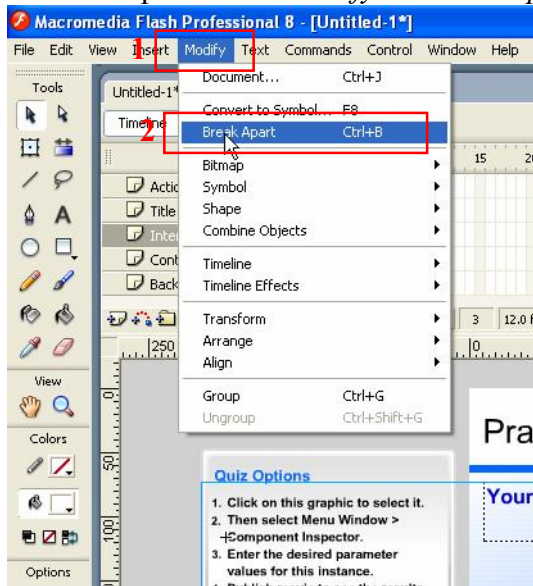 Macromedia Flash Professional 8 - [Untitled-1*]
File Edit View Insert Modify Text Commands Control Window Help
1
Tools
Untitled-1*
Document... Ctrl+J
Convert to Symbol... F8
2
Break Apart Ctrl+B
Bitmap
15
Symbol
Shape
Title
Combine Objects
Timeline
Back
Timeline Effects
Transform
3 12.0 f
Arrange
250
0
Align
View
Group Ctrl+G
Ungroup Ctrl+Shift+G
Pra
Colors
50
Quiz Options
1. Click on this graphic to select it.
Your
2. Then select Menu Window >
Component Inspector.
100
3. Enter the desired parameter
values for this instance.
Options